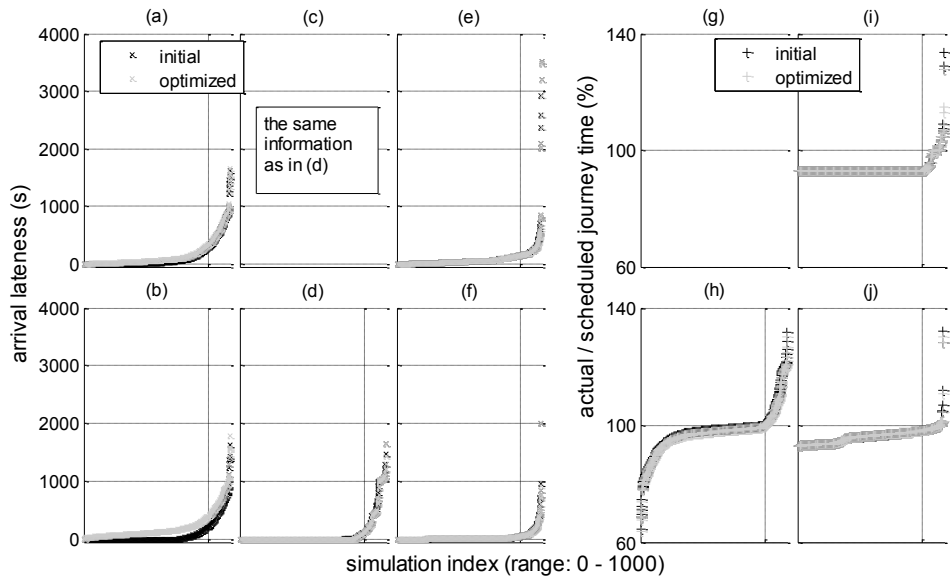 (a) (c) (e) (g) (i)
4000
3000
2000
1000
0
initial
optimized
the same
information
as in (d)
140
100
60
initial
optimized
arrival lateness (s)
actual / scheduled journey time (%)
(b) (d) (f) (h) (j)
4000
3000
2000
1000
0
140
100
60
simulation index (range: 0 - 1000)